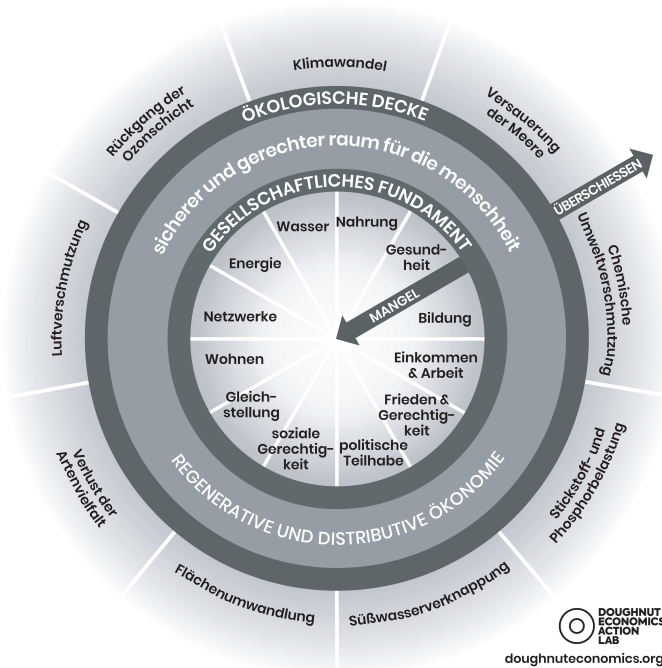 Klimawandel
Versauerung
der Meere
ÜBERSCHIESSEN
Chemische
Umweltverschmutzung
Stickstoff- und
Phosphorbelastung
Süßwasserverknappung
Flächenumwandlung
Verlust der
Artenvielfalt
Luftverschmutzung
Rückgang der
Ozonschicht
ÖKOLOGISCHE DECKE
sicherer und gerechter raum für die menschheit
GESELLSCHAFTLICHES FUNDAMENT
Wasser
Nahrung
Gesund-
heit
MANGEL
Bildung
Einkommen
& Arbeit
Frieden &
Gerechtig-
keit
politische
Teilhabe
soziale
Gerechtig-
keit
Gleich-
stellung
Wohnen
Netzwerke
Energie
REGENERATIVE UND DISTRIBUTIVE ÖKONOMIE
DOUGHNUT
ECONOMICS
ACTION
LAB
doughnuteconomics.org